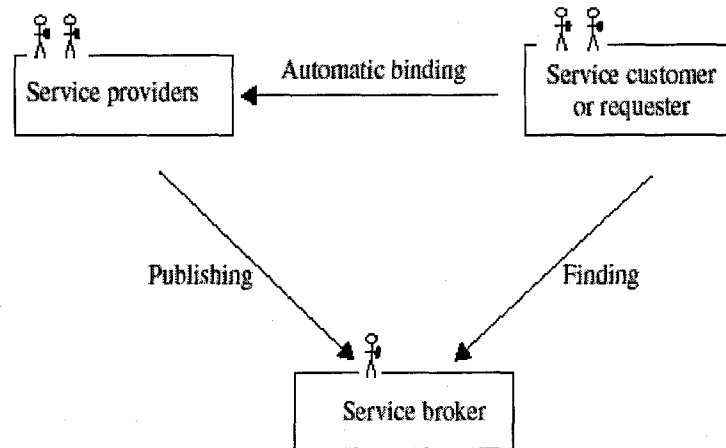 Service providers
Automatic binding
Service customer
or requester
Publishing
Finding
Service broker